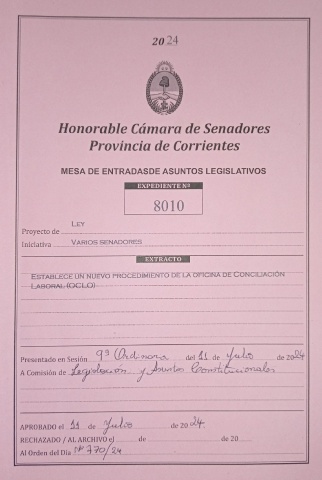 2024
Honorable Cámara de Senadores
Provincia de Corrientes
MESA DE ENTRADASDE ASUNTOS LEGISLATIVOS
EXPEDIENTE Nº
8010
Proyecto de LEY
Iniciativa VARIOS SENADORES
EXTRACTO
ESTABLECE UN NUEVO PROCEDIMIENTO DE LA OFICINA DE CONCILIACIÓN
LABORAL (OCLO)
Presentado en Sesión 9º Ordinaria del 11 de Julio de 2024
A Comisión de Legislación y Asuntos Constitucionales
APROBADO el 11 de Julio de 2024.
RECHAZADO / AL ARCHIVO el de de 20
Al Orden del Día Nº 770/24